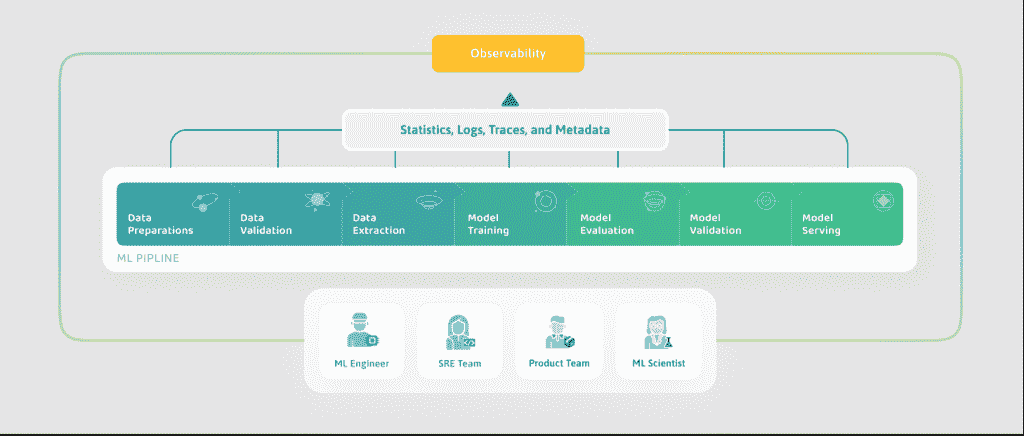 Observability
Statistics, Logs, Traces, and Metadata
Data
Preparations
Data
Validation
Data
Extraction
Model
Training
Model
Evaluation
Model
Validation
Model
Serving
ML PIPLINE
ML Engineer
SRE Team
Product Team
ML Scientist